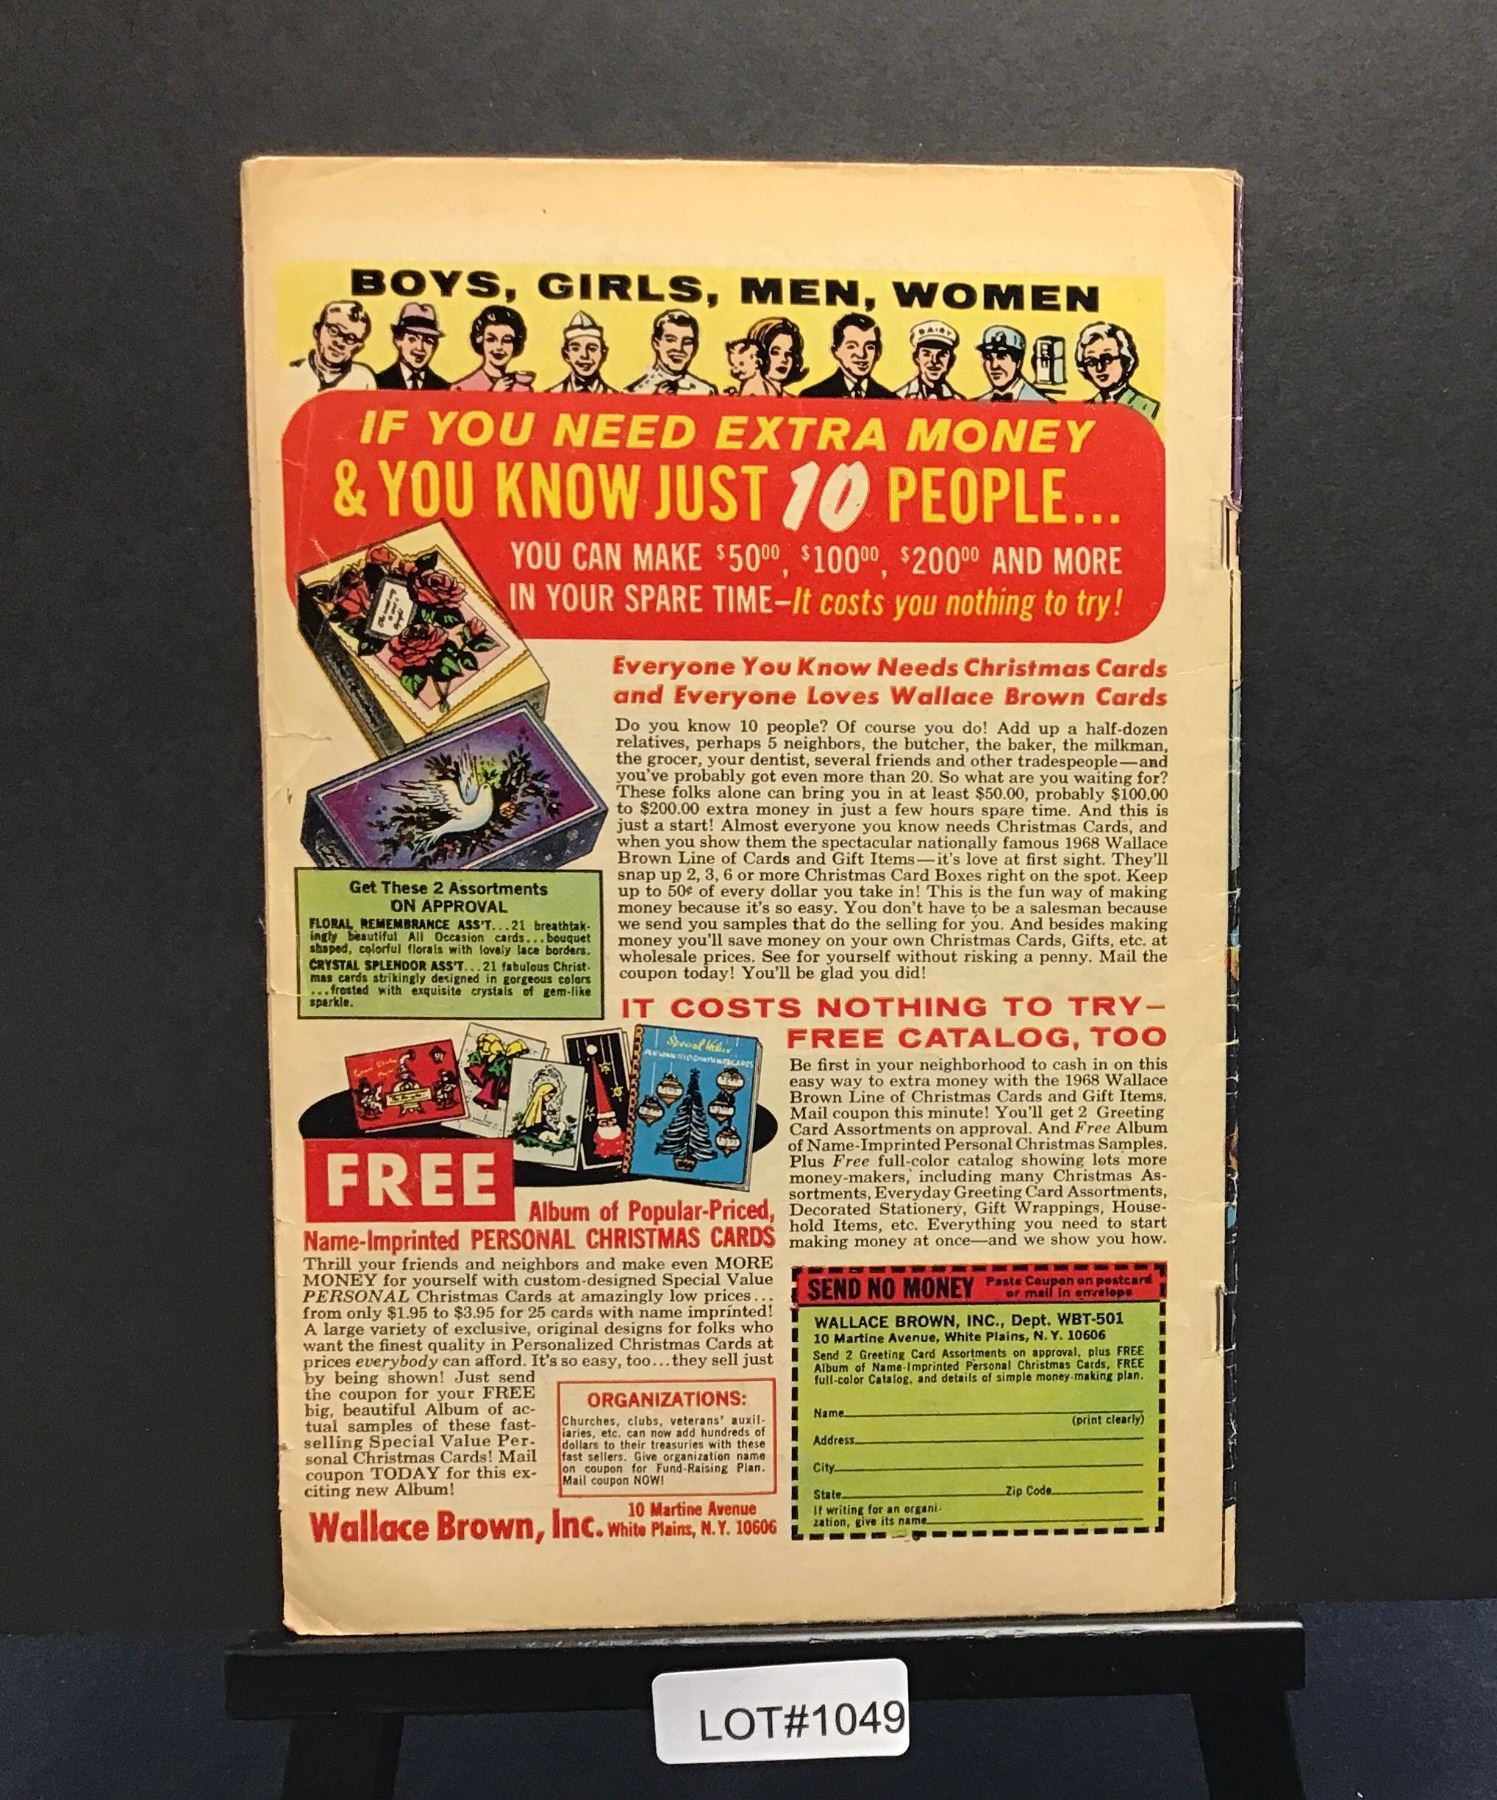 BOYS, GIRLS, MEN, WOMEN
DAIRY
IF YOU NEED EXTRA MONEY
& YOU KNOW JUST 10 PEOPLE...
YOU CAN MAKE $50⁰⁰, $100⁰⁰, $200⁰⁰ AND MORE
IN YOUR SPARE TIME—It costs you nothing to try!
Everyone You Know Needs Christmas Cards
and Everyone Loves Wallace Brown Cards
Do you know 10 people? Of course you do! Add up a half-dozen
relatives, perhaps 5 neighbors, the butcher, the baker, the milkman,
the grocer, your dentist, several friends and other tradespeople—and
you've probably got even more than 20. So what are you waiting for?
These folks alone can bring you in at least $50.00, probably $100.00
to $200.00 extra money in just a few hours spare time. And this is
just a start! Almost everyone you know needs Christmas Cards, and
when you show them the spectacular nationally famous 1968 Wallace
Brown Line of Cards and Gift Items—it's love at first sight. They'll
snap up 2, 3, 6 or more Christmas Card Boxes right on the spot. Keep
up to 50¢ of every dollar you take in! This is the fun way of making
money because it's so easy. You don't have to be a salesman because
we send you samples that do the selling for you. And besides making
money you'll save money on your own Christmas Cards, Gifts, etc. at
wholesale prices. See for yourself without risking a penny. Mail the
coupon today! You'll be glad you did!
Get These 2 Assortments
ON APPROVAL
FLORAL REMEMBRANCE ASS'T...21 breathtak-
ingly beautiful All Occasion cards...bouquet
shaped, colorful florals with lovely lace borders.
CRYSTAL SPLENDOR ASS'T...21 fabulous Christ-
mas cards strikingly designed in gorgeous colors
...frosted with exquisite crystals of gem-like
sparkle.
IT COSTS NOTHING TO TRY—
FREE CATALOG, TOO
Be first in your neighborhood to cash in on this
easy way to extra money with the 1968 Wallace
Brown Line of Christmas Cards and Gift Items.
Mail coupon this minute! You'll get 2 Greeting
Card Assortments on approval. And Free Album
of Name-Imprinted Personal Christmas Samples.
Plus Free full-color catalog showing lots more
money-makers, including many Christmas As-
sortments, Everyday Greeting Card Assortments,
Decorated Stationery, Gift Wrappings, House-
hold Items, etc. Everything you need to start
making money at once—and we show you how.
Special Value
PERSONALIZED CHRISTMAS CARDS
FREE
Album of Popular-Priced,
Name-Imprinted PERSONAL CHRISTMAS CARDS
Thrill your friends and neighbors and make even MORE
MONEY for yourself with custom-designed Special Value
PERSONAL Christmas Cards at amazingly low prices...
from only $1.95 to $3.95 for 25 cards with name imprinted!
A large variety of exclusive, original designs for folks who
want the finest quality in Personalized Christmas Cards at
prices everybody can afford. It's so easy, too...they sell just
by being shown! Just send
the coupon for your FREE
big, beautiful Album of ac-
tual samples of these fast-
selling Special Value Per-
sonal Christmas Cards! Mail
coupon TODAY for this ex-
citing new Album!
ORGANIZATIONS:
Churches, clubs, veterans' auxil-
iaries, etc. can now add hundreds of
dollars to their treasuries with these
fast sellers. Give organization name
on coupon for Fund-Raising Plan.
Mail coupon NOW!
Wallace Brown, Inc. 10 Martine Avenue
White Plains, N.Y. 10606
SEND NO MONEY Paste Coupon on postcard
or mail in envelope
WALLACE BROWN, INC., Dept. WBT-501
10 Martine Avenue, White Plains, N. Y. 10606
Send 2 Greeting Card Assortments on approval, plus FREE
Album of Name-Imprinted Personal Christmas Cards, FREE
full-color Catalog, and details of simple money-making plan.
Name
(print clearly)
Address
City
State Zip Code
If writing for an organi-
zation, give its name
LOT#1049